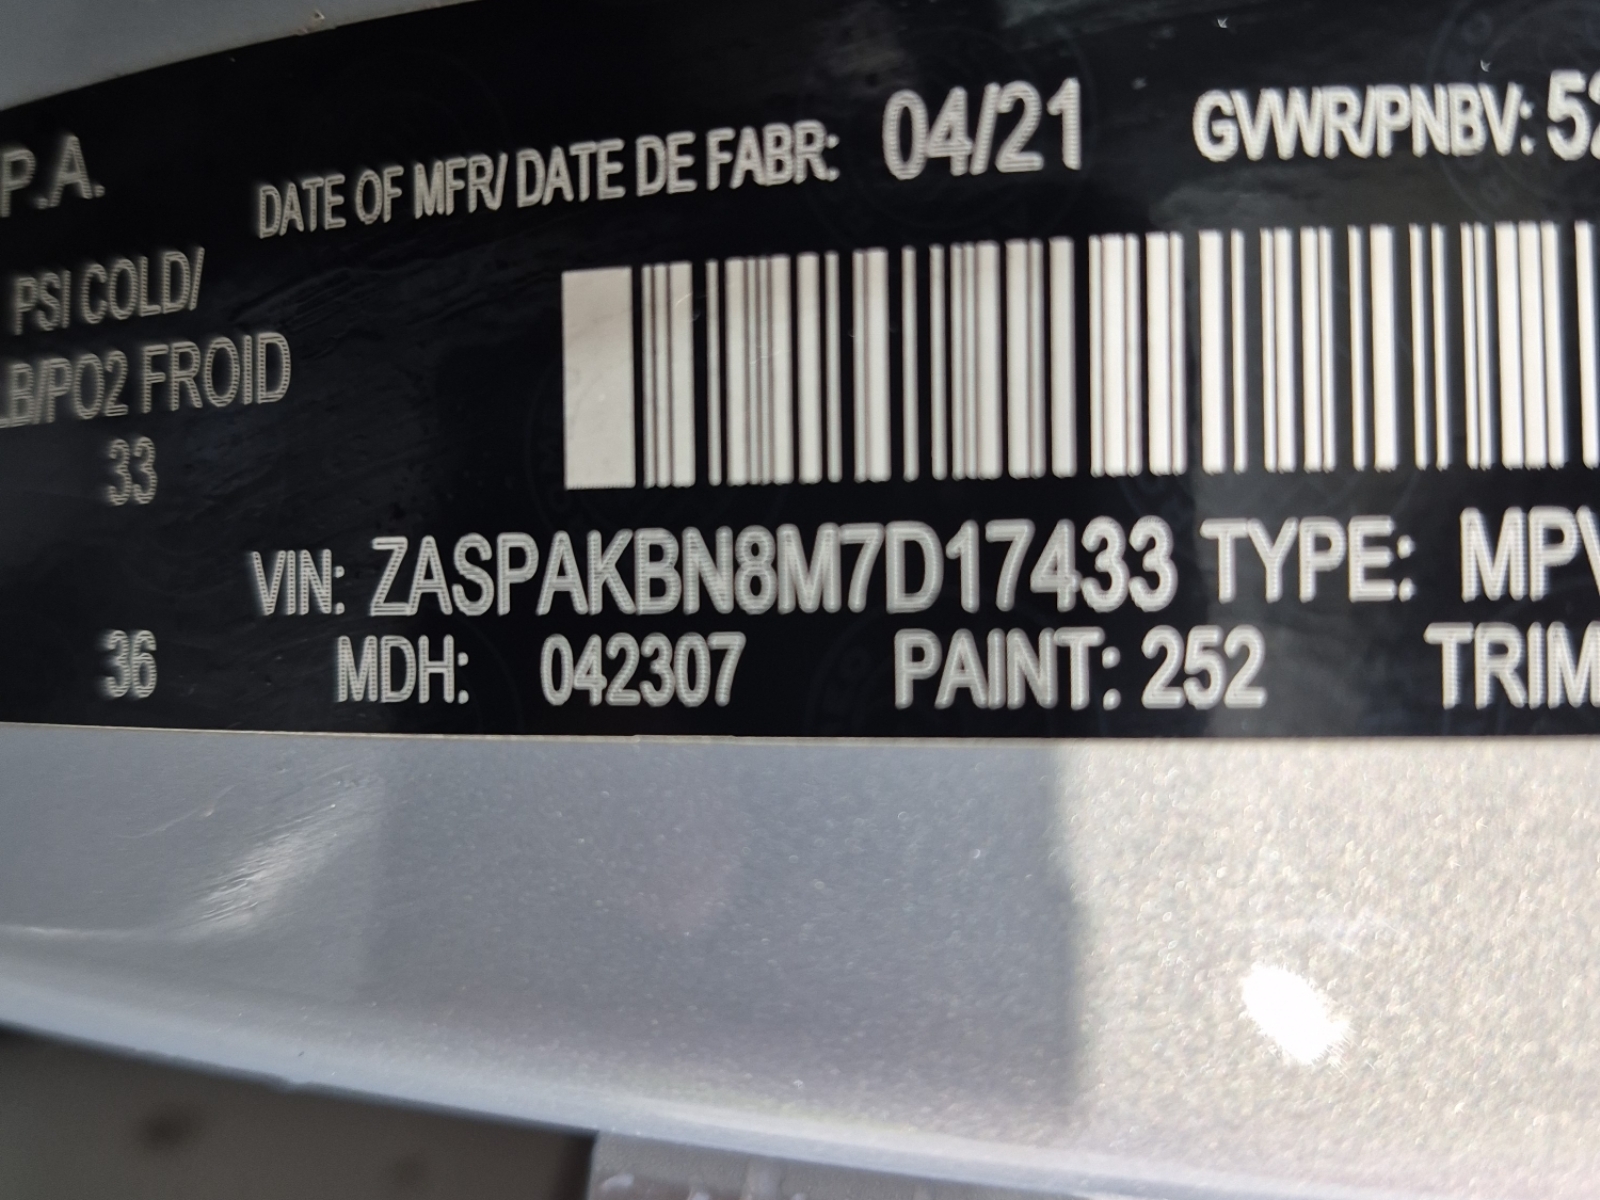 P.A. DATE OF MFR/ DATE DE FABR: 04/21 GVWR/PNBV:
PSI COLD/
LB/PO2 FROID
33
VIN: ZASPAKBN8M7D17433 TYPE: MPV
36 MDH: 042307 PAINT: 252 TRIM